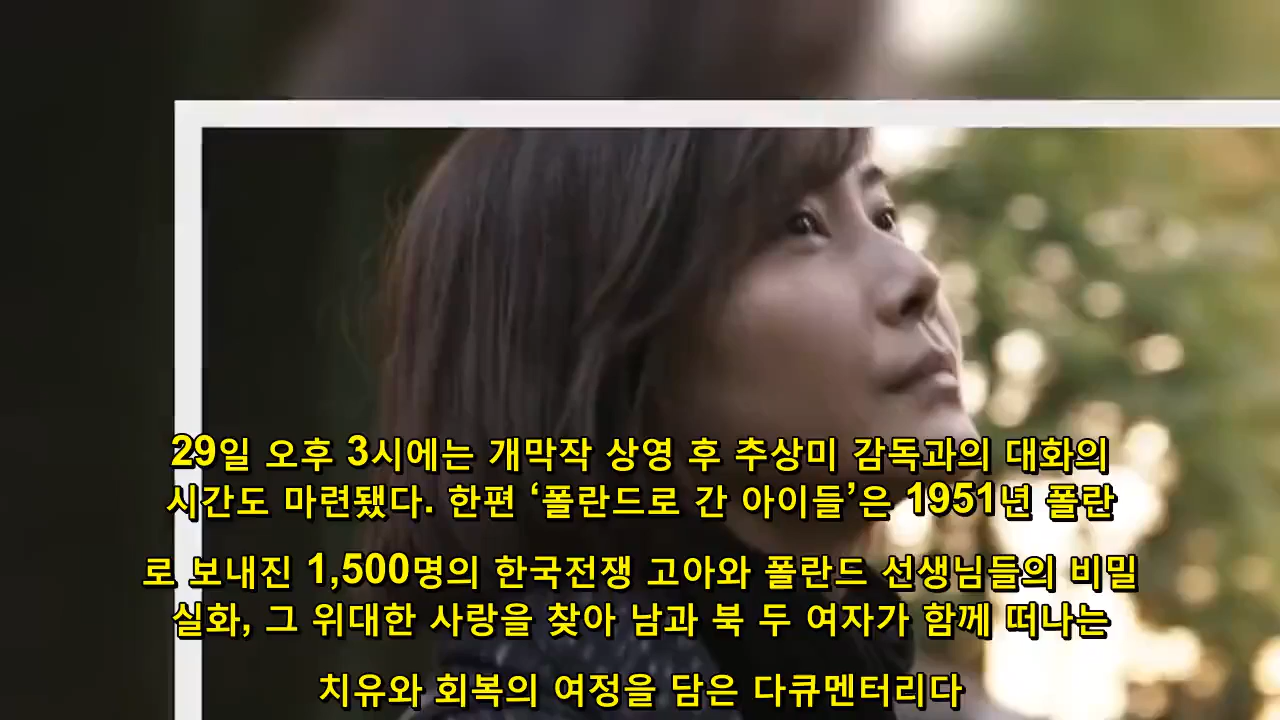 29일 오후 3시에는 개막작 상영 후 추상미 감독과의 대화의
시간도 마련됐다. 한편 ‘폴란드로 간 아이들’은 1951년 폴란
로 보내진 1,500명의 한국전쟁 고아와 폴란드 선생님들의 비밀
실화, 그 위대한 사랑을 찾아 남과 북 두 여자가 함께 떠나는
치유와 회복의 여정을 담은 다큐멘터리다